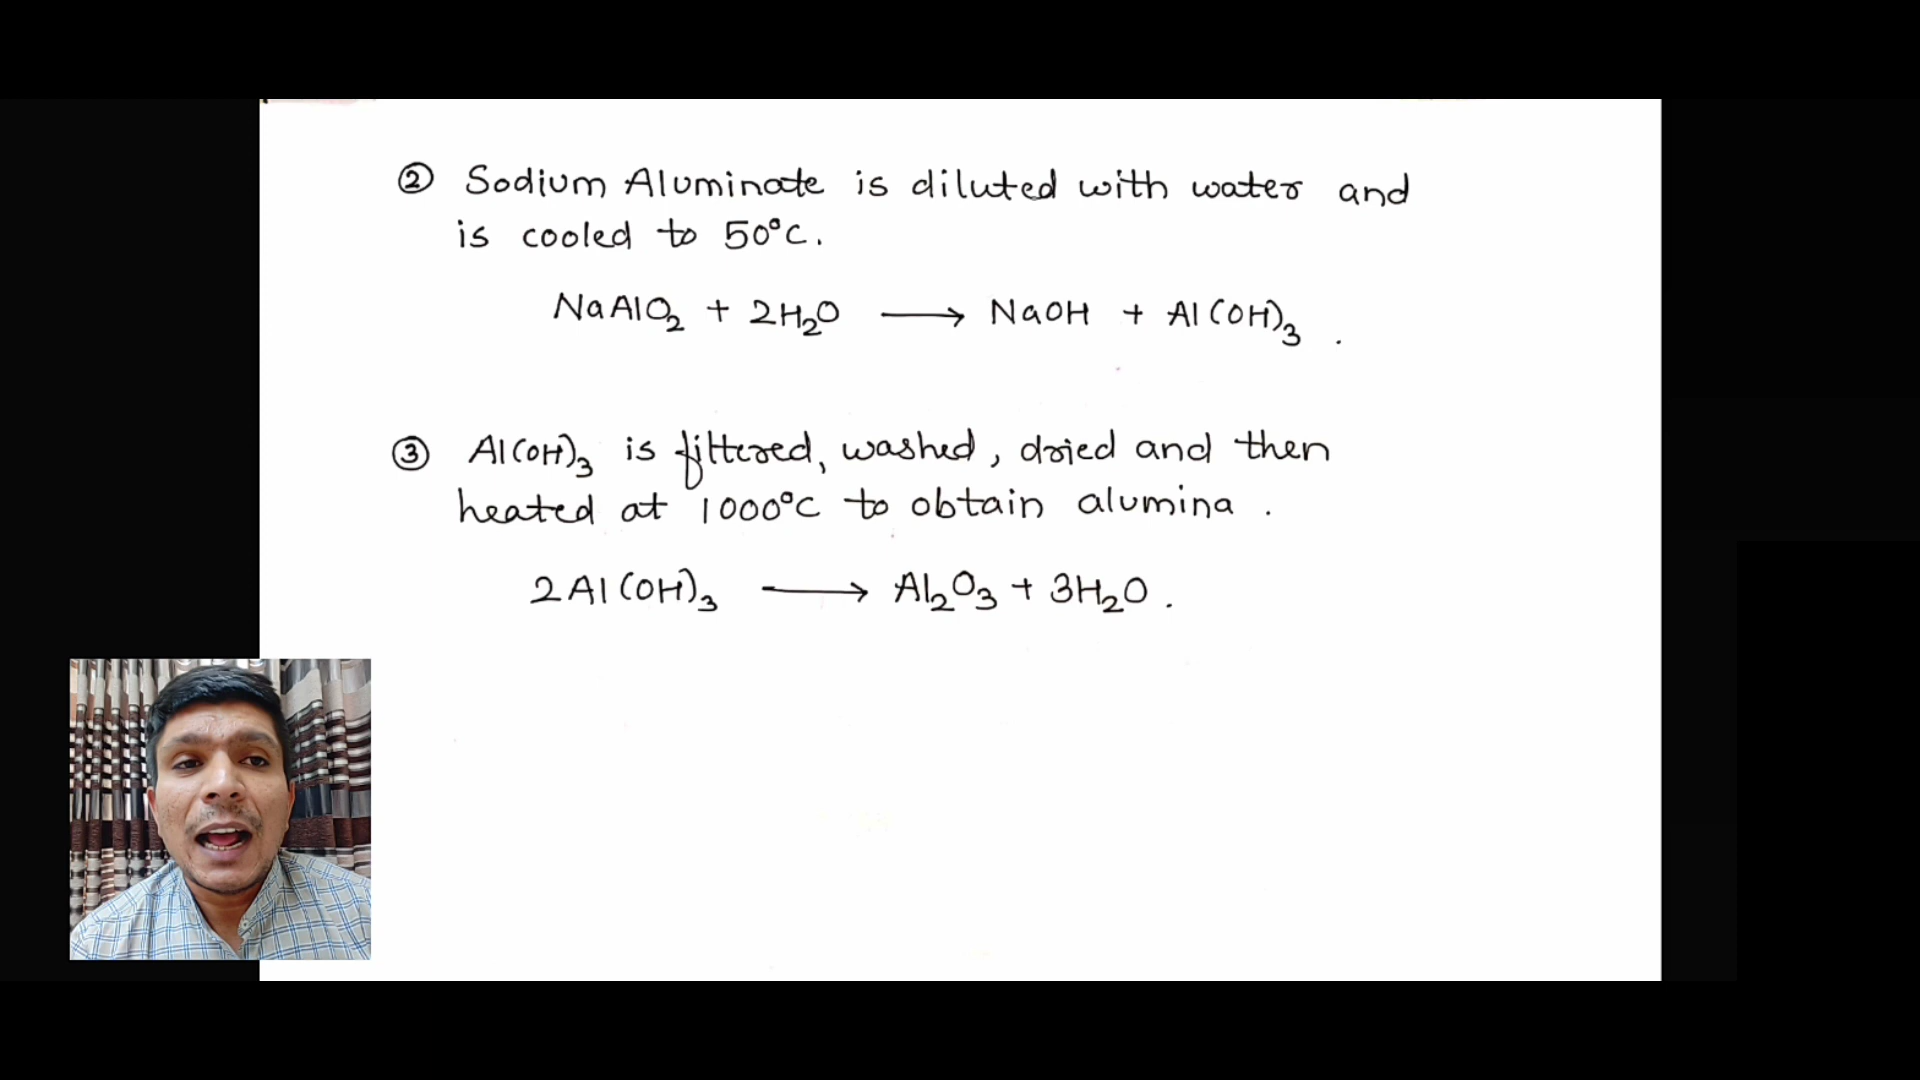 ② Sodium Aluminate is diluted with water and
is cooled to 50°C.
NaAlO₂ + 2H₂O ⟶ NaOH + Al(OH)₃ .
③ Al(OH)₃ is filtered, washed, dried and then
heated at 1000°C to obtain alumina .
2Al(OH)₃ ⟶ Al₂O₃ + 3H₂O .